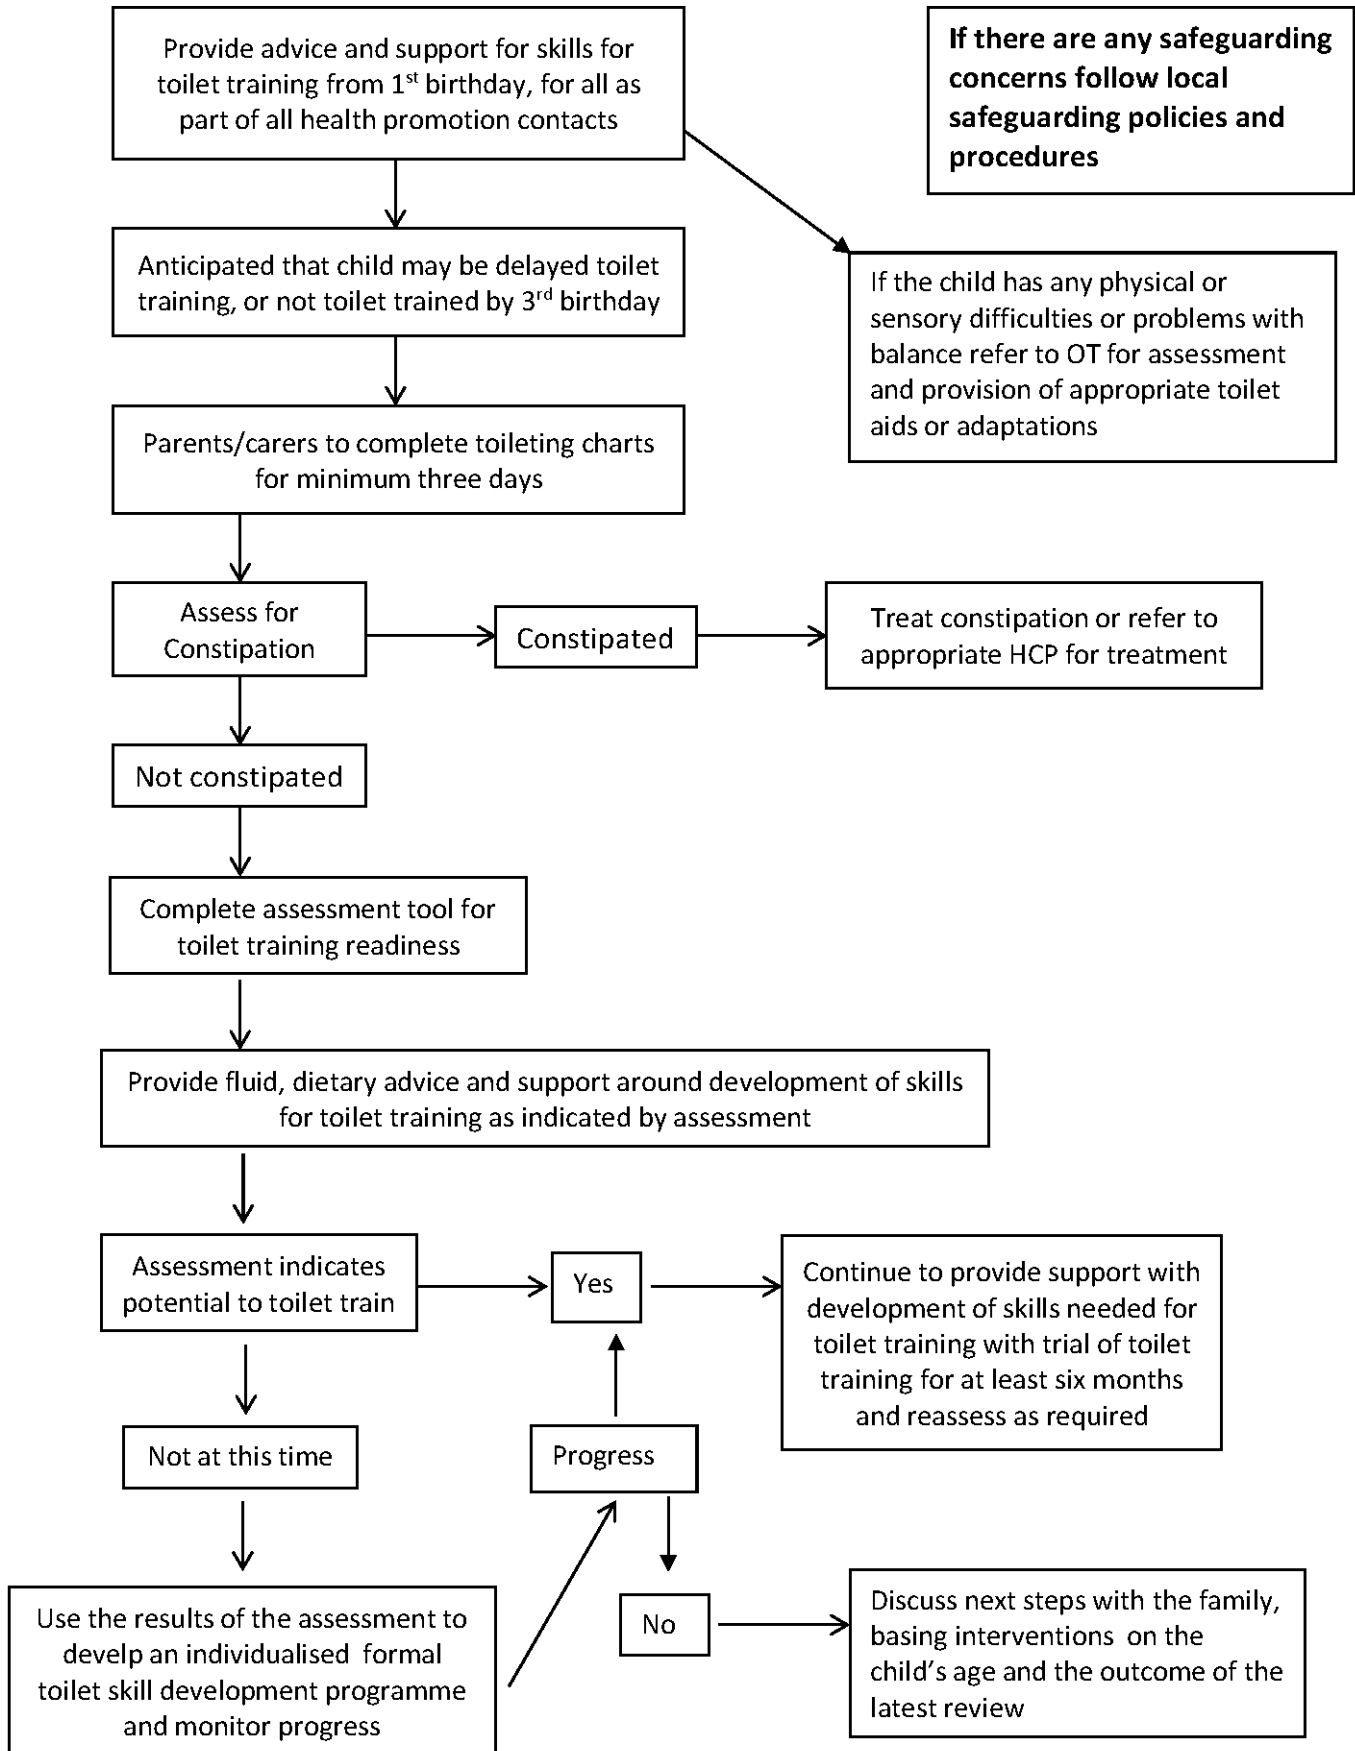 Provide advice and support for skills for
toilet training from 1st birthday, for all as
part of all health promotion contacts
If there are any safeguarding
concerns follow local
safeguarding policies and
procedures
Anticipated that child may be delayed toilet
training, or not toilet trained by 3rd birthday
If the child has any physical or
sensory difficulties or problems with
balance refer to OT for assessment
and provision of appropriate toilet
aids or adaptations
Parents/carers to complete toileting charts
for minimum three days
Assess for
Constipation
Constipated
Treat constipation or refer to
appropriate HCP for treatment
Not constipated
Complete assessment tool for
toilet training readiness
Provide fluid, dietary advice and support around development of skills
for toilet training as indicated by assessment
Assessment indicates
potential to toilet train
Yes
Continue to provide support with
development of skills needed for
toilet training with trial of toilet
training for at least six months
and reassess as required
Not at this time
Progress
Use the results of the assessment to
develp an individualised formal
toilet skill development programme
and monitor progress
No
Discuss next steps with the family,
basing interventions on the
child's age and the outcome of the
latest review